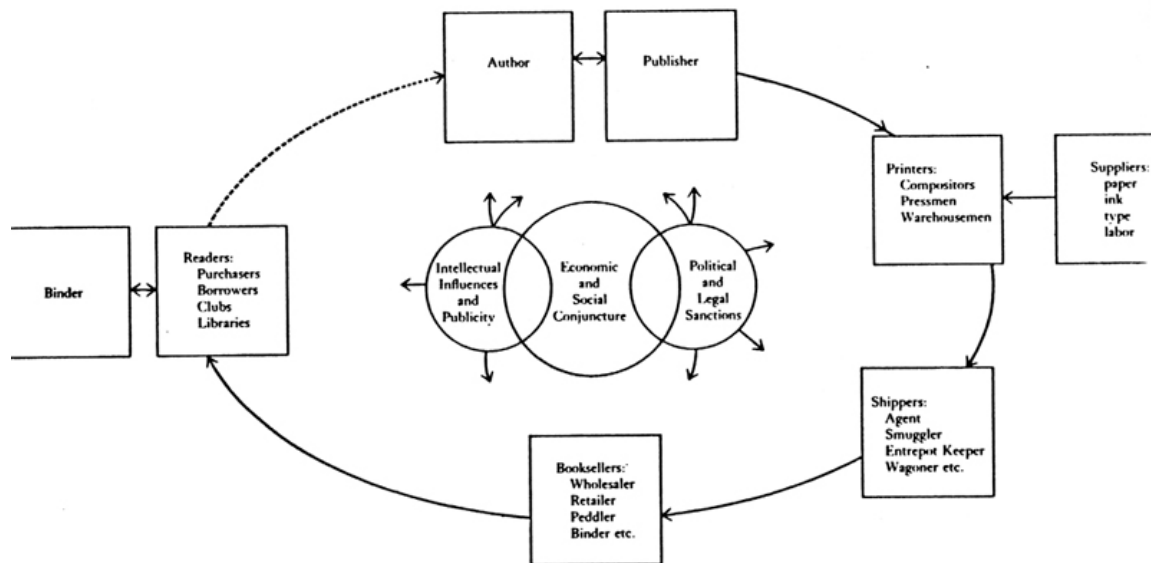 Author
Publisher
Printers:
Compositors
Pressmen
Warehousemen
Suppliers:
paper
ink
type
labor
Binder
Readers:
Purchasers
Borrowers
Clubs
Libraries
Intellectual
Influences
and
Publicity
Economic
and
Social
Conjuncture
Political
and
Legal
Sanctions
Shippers:
Agent
Smuggler
Entrepot Keeper
Wagoner etc.
Booksellers:
Wholesaler
Retailer
Peddler
Binder etc.